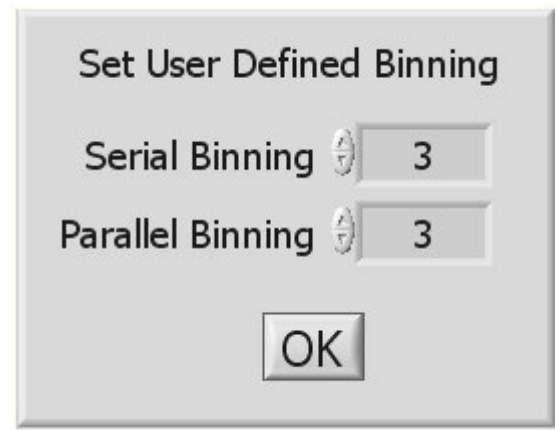 Set User Defined Binning
Serial Binning 3
Parallel Binning 3
OK